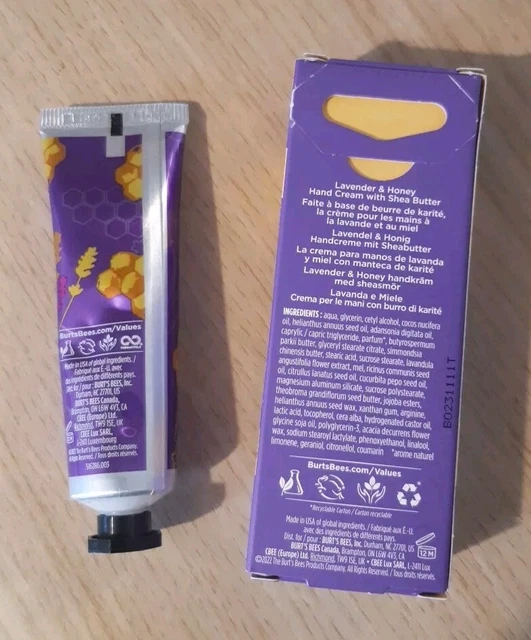 BurtsBees.com/Values
Made in USA of global ingredients. /
Fabriqué aux É.-U. avec
des ingrédients de différents pays.
Dist. for / pour : BURT'S BEES, Inc.
Durham, NC 27701, US
BURT'S BEES Canada,
Brampton, ON L6W 4V3, CA
CBEE (Europe) Ltd.
Richmond, TW9 1SE, UK
CBEE Lux SARL,
L-2411 Luxembourg
©2022 The Burt's Bees Products Company.
All Rights Reserved. / Tous droits réservés.
Lavender & Honey
Hand Cream with Shea Butter
Faite à base de beurre de karité,
la crème pour les mains à
la lavande et au miel
Lavendel & Honig
Handcreme mit Sheabutter
La crema para manos de lavanda
y miel con manteca de karité
Lavender & Honey handkräm
med sheasmör
Lavanda e Miele
Crema per le mani con burro di karité
INGREDIENTS: aqua, glycerin, cetyl alcohol, cocos nucifera
oil, helianthus annuus seed oil, adansonia digitata oil,
caprylic / capric triglyceride, parfum*, butyrospermum
parkii butter, glyceryl stearate citrate, simmondsia
chinensis butter, stearic acid, sucrose stearate, lavandula
angustifolia flower extract, mel, ricinus communis seed
oil, citrullus lanatus seed oil, cucurbita pepo seed oil,
magnesium aluminum silicate, sucrose polystearate,
theobroma grandiflorum seed butter, jojoba esters,
helianthus annuus seed wax, xanthan gum, arginine,
lactic acid, tocopherol, cera alba, hydrogenated castor oil,
glycine soja oil, polyglycerin-3, acacia decurrens flower
wax, sodium stearoyl lactylate, phenoxyethanol, linalool,
limonene, geraniol, citronellol, coumarin *arome naturel
BurtsBees.com/Values
*Recyclable Carton / Carton recyclable
Made in USA of global ingredients. / Fabriqué aux É.-U.
avec des ingrédients de différents pays.
Dist. for / pour : BURT'S BEES, Inc. Durham, NC 27701, US
BURT'S BEES Canada, Brampton, ON L6W 4V3, CA
CBEE (Europe) Ltd. Richmond, TW9 1SE, UK • CBEE Lux SARL, L-2411 Lux
©2022 The Burt's Bees Products Company. All Rights Reserved. / Tous droits réservés.
12 M
B0231111T